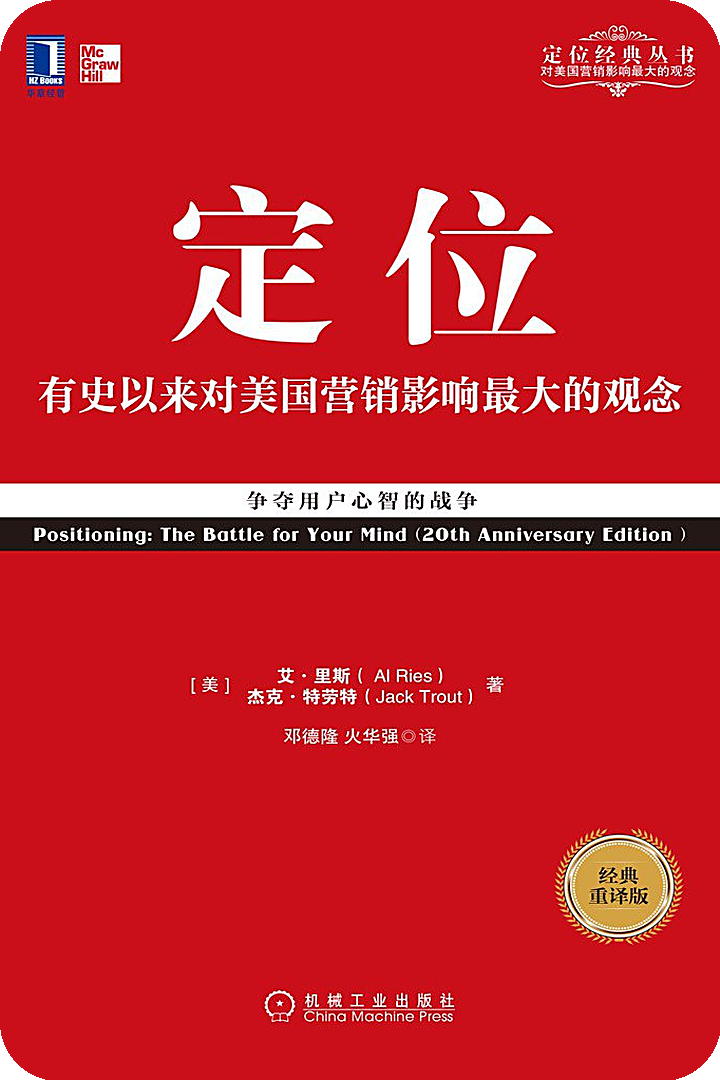 HZ BOOKS
华章经管
Mc
Graw
Hill
定位经典丛书
对美国营销影响最大的观念
定位
有史以来对美国营销影响最大的观念
争夺用户心智的战争
Positioning: The Battle for Your Mind (20th Anniversary Edition )
[美]
艾·里斯( Al Ries)
杰克·特劳特(Jack Trout)
著
邓德隆 火华强◎译
经典
重译版
机械工业出版社
China Machine Press